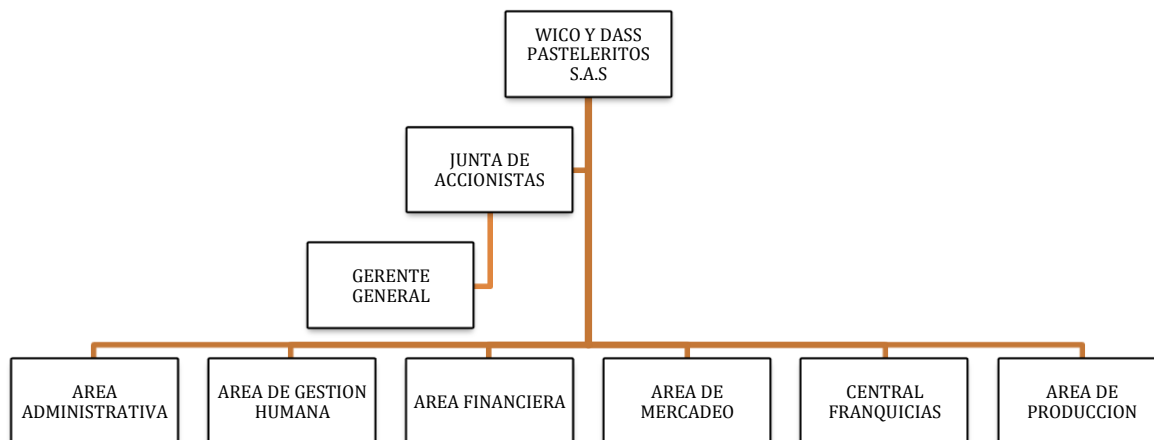 WICO Y DASS
PASTELERITOS
S.A.S
JUNTA DE
ACCIONISTAS
GERENTE
GENERAL
AREA
ADMINISTRATIVA
AREA DE GESTION
HUMANA
AREA FINANCIERA
AREA DE
MERCADEO
CENTRAL
FRANQUICIAS
AREA DE
PRODUCCION